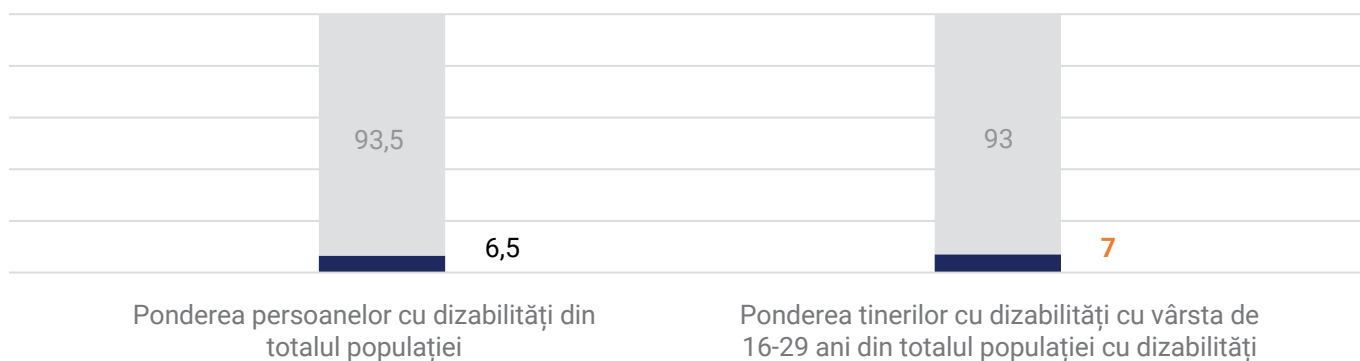 93,5
6,5
Ponderea persoanelor cu dizabilități din
totalul populației
93
7
Ponderea tinerilor cu dizabilități cu vârsta de
16-29 ani din totalul populației cu dizabilități